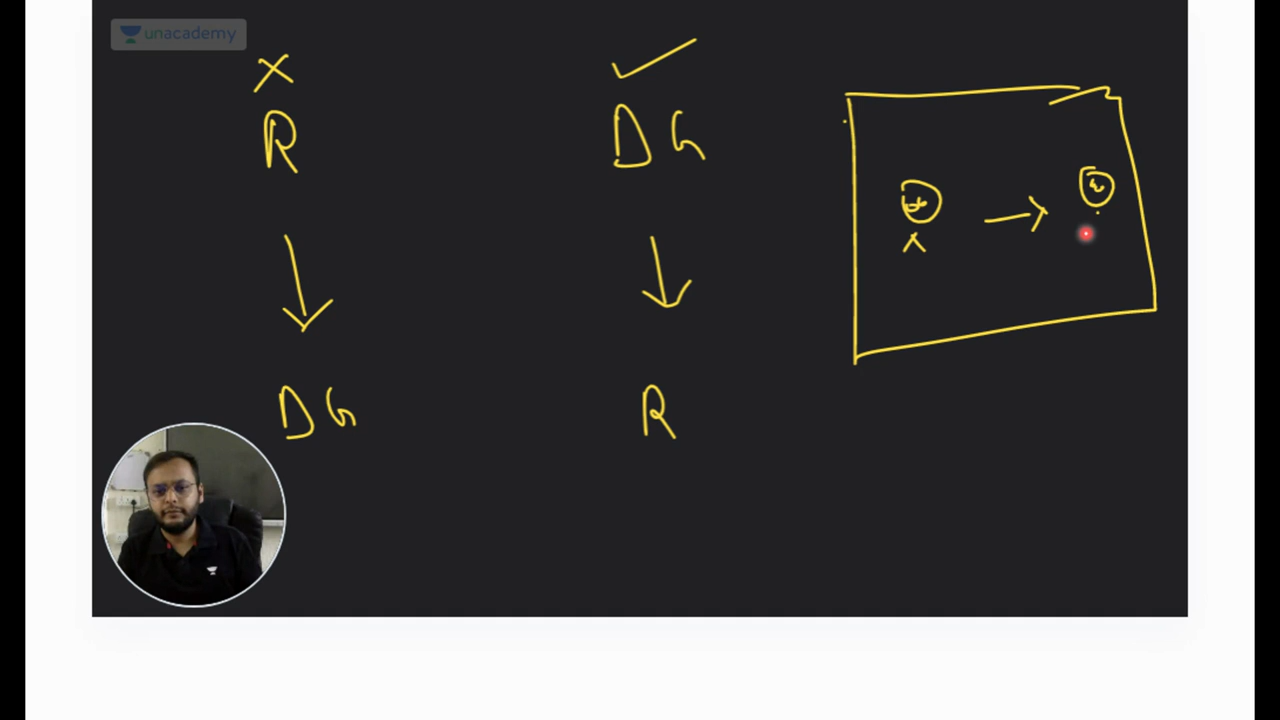 unacademy
X ✓
R DG
→
X
DG R